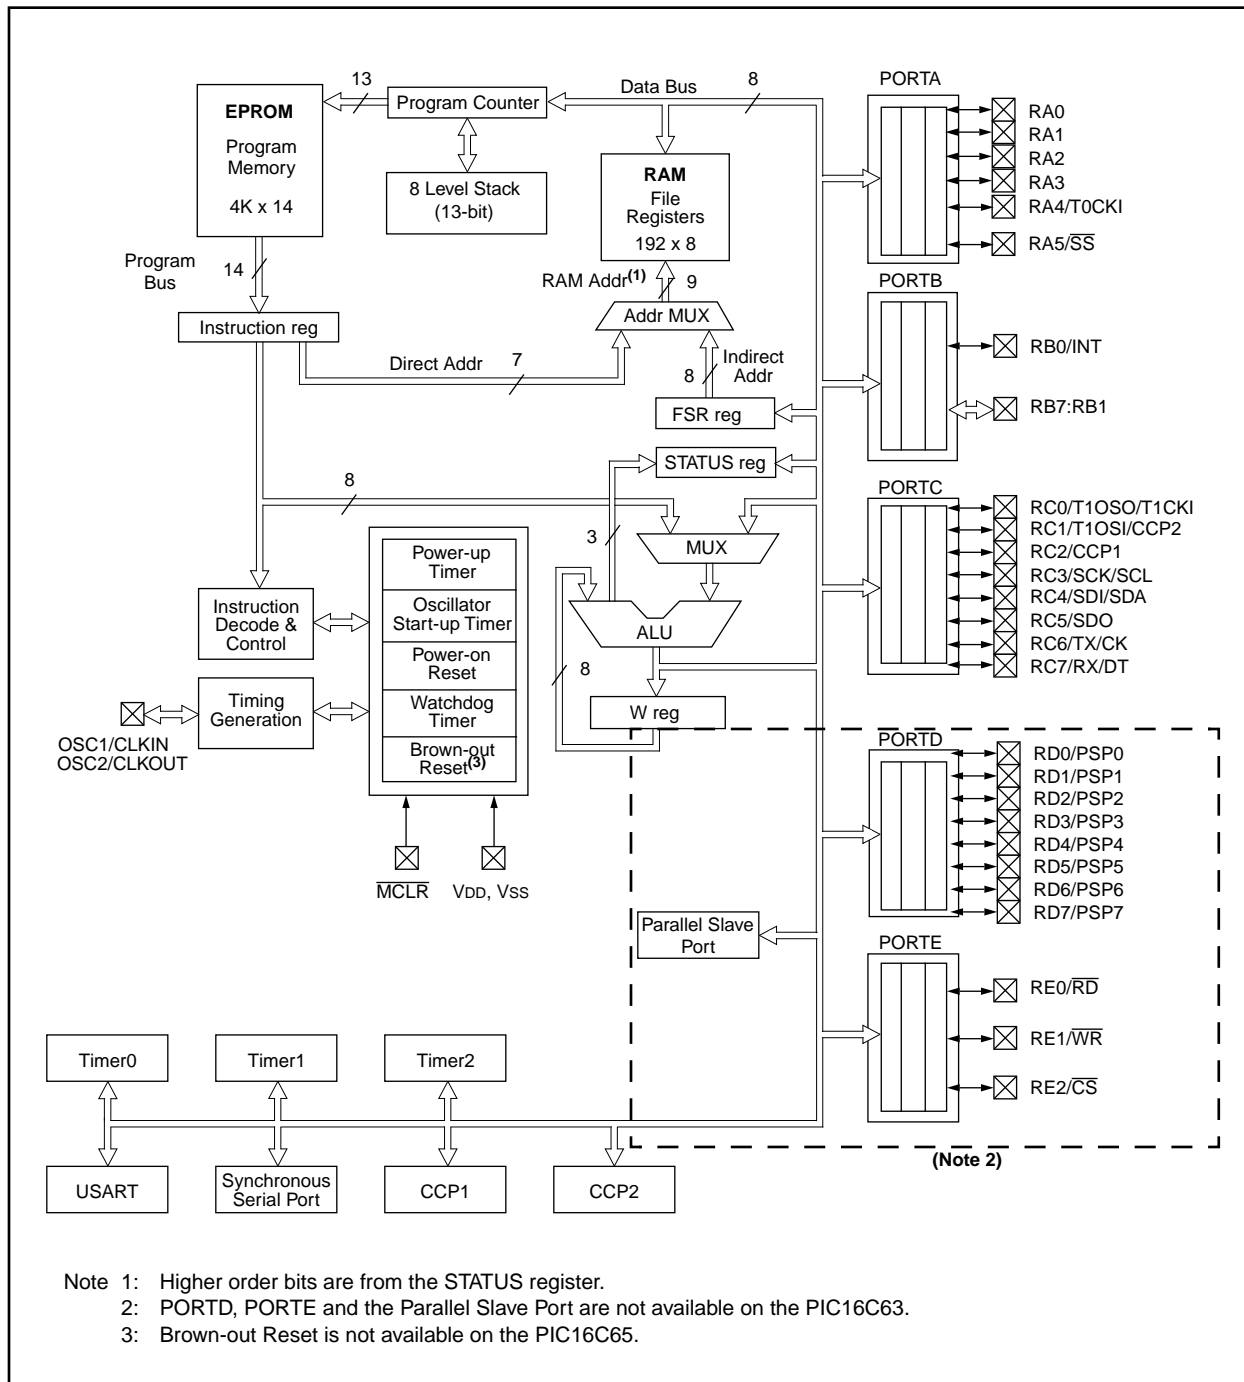 EPROM
Program
Memory
4K x 14
13
Program Counter
8 Level Stack
(13-bit)
Data Bus
8
RAM
File
Registers
192 x 8
Program
Bus
14
Instruction reg
RAM Addr(1)
9
Addr MUX
Direct Addr
7
Indirect
Addr
8
FSR reg
STATUS reg
8
3
MUX
ALU
8
W reg
Power-up
Timer
Oscillator
Start-up Timer
Power-on
Reset
Watchdog
Timer
Brown-out
Reset(3)
Instruction
Decode &
Control
Timing
Generation
OSC1/CLKIN
OSC2/CLKOUT
MCLR
VDD, VSS
PORTA
RA0
RA1
RA2
RA3
RA4/T0CKI
RA5/SS
PORTB
RB0/INT
RB7:RB1
PORTC
RC0/T1OSO/T1CKI
RC1/T1OSI/CCP2
RC2/CCP1
RC3/SCK/SCL
RC4/SDI/SDA
RC5/SDO
RC6/TX/CK
RC7/RX/DT
PORTD
RD0/PSP0
RD1/PSP1
RD2/PSP2
RD3/PSP3
RD4/PSP4
RD5/PSP5
RD6/PSP6
RD7/PSP7
Parallel Slave
Port
PORTE
RE0/RD
RE1/WR
RE2/CS
(Note 2)
Timer0
Timer1
Timer2
USART
Synchronous
Serial Port
CCP1
CCP2
Note 1: Higher order bits are from the STATUS register.
2: PORTD, PORTE and the Parallel Slave Port are not available on the PIC16C63.
3: Brown-out Reset is not available on the PIC16C65.